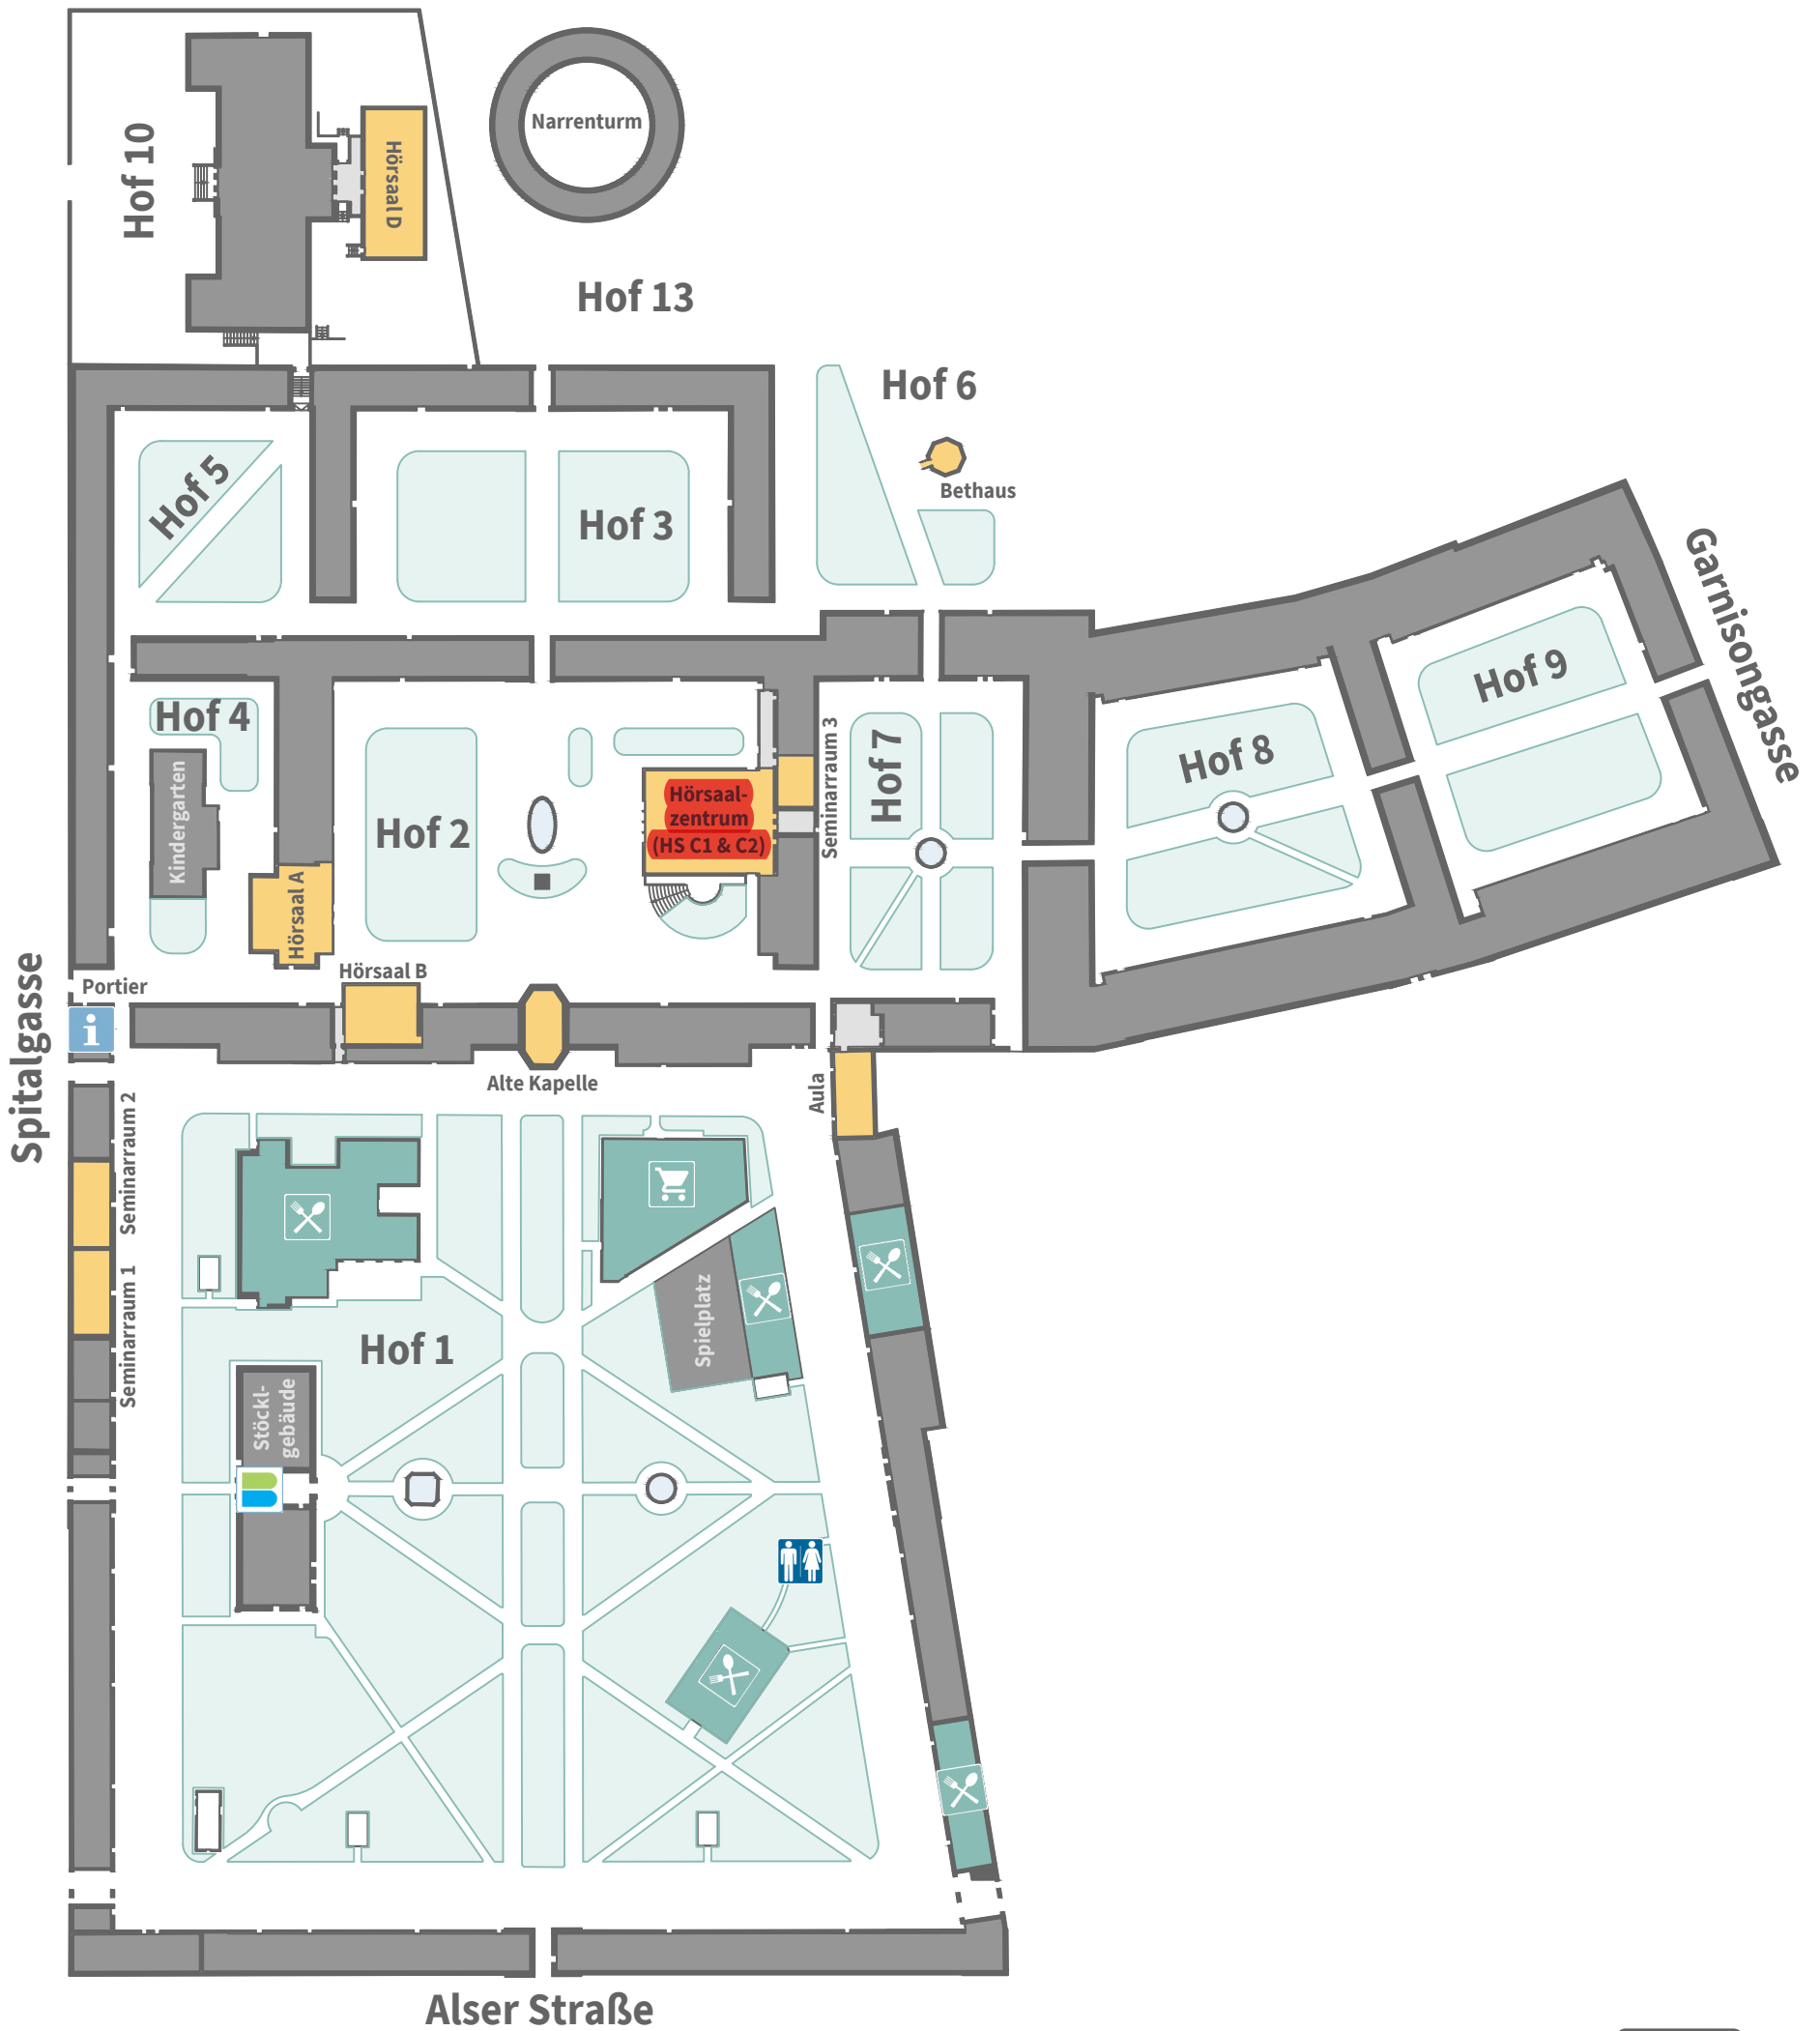 Narrenturm
Hof 10
Hörsaal D
Hof 13
Hof 6
Bethaus
Hof 5
Hof 3
Garnisongasse
Hof 9
Hof 4
Hof 8
Hof 7
Seminarraum 3
Hörsaal-
zentrum
(HS C1 & C2)
Hof 2
Kindergarten
Hörsaal A
Hörsaal B
Portier
i
Spitalgasse
Alte Kapelle
Aula
Seminarraum 2
Seminarraum 1
Spielplatz
Hof 1
Stöckl-
gebäude
Alser Straße